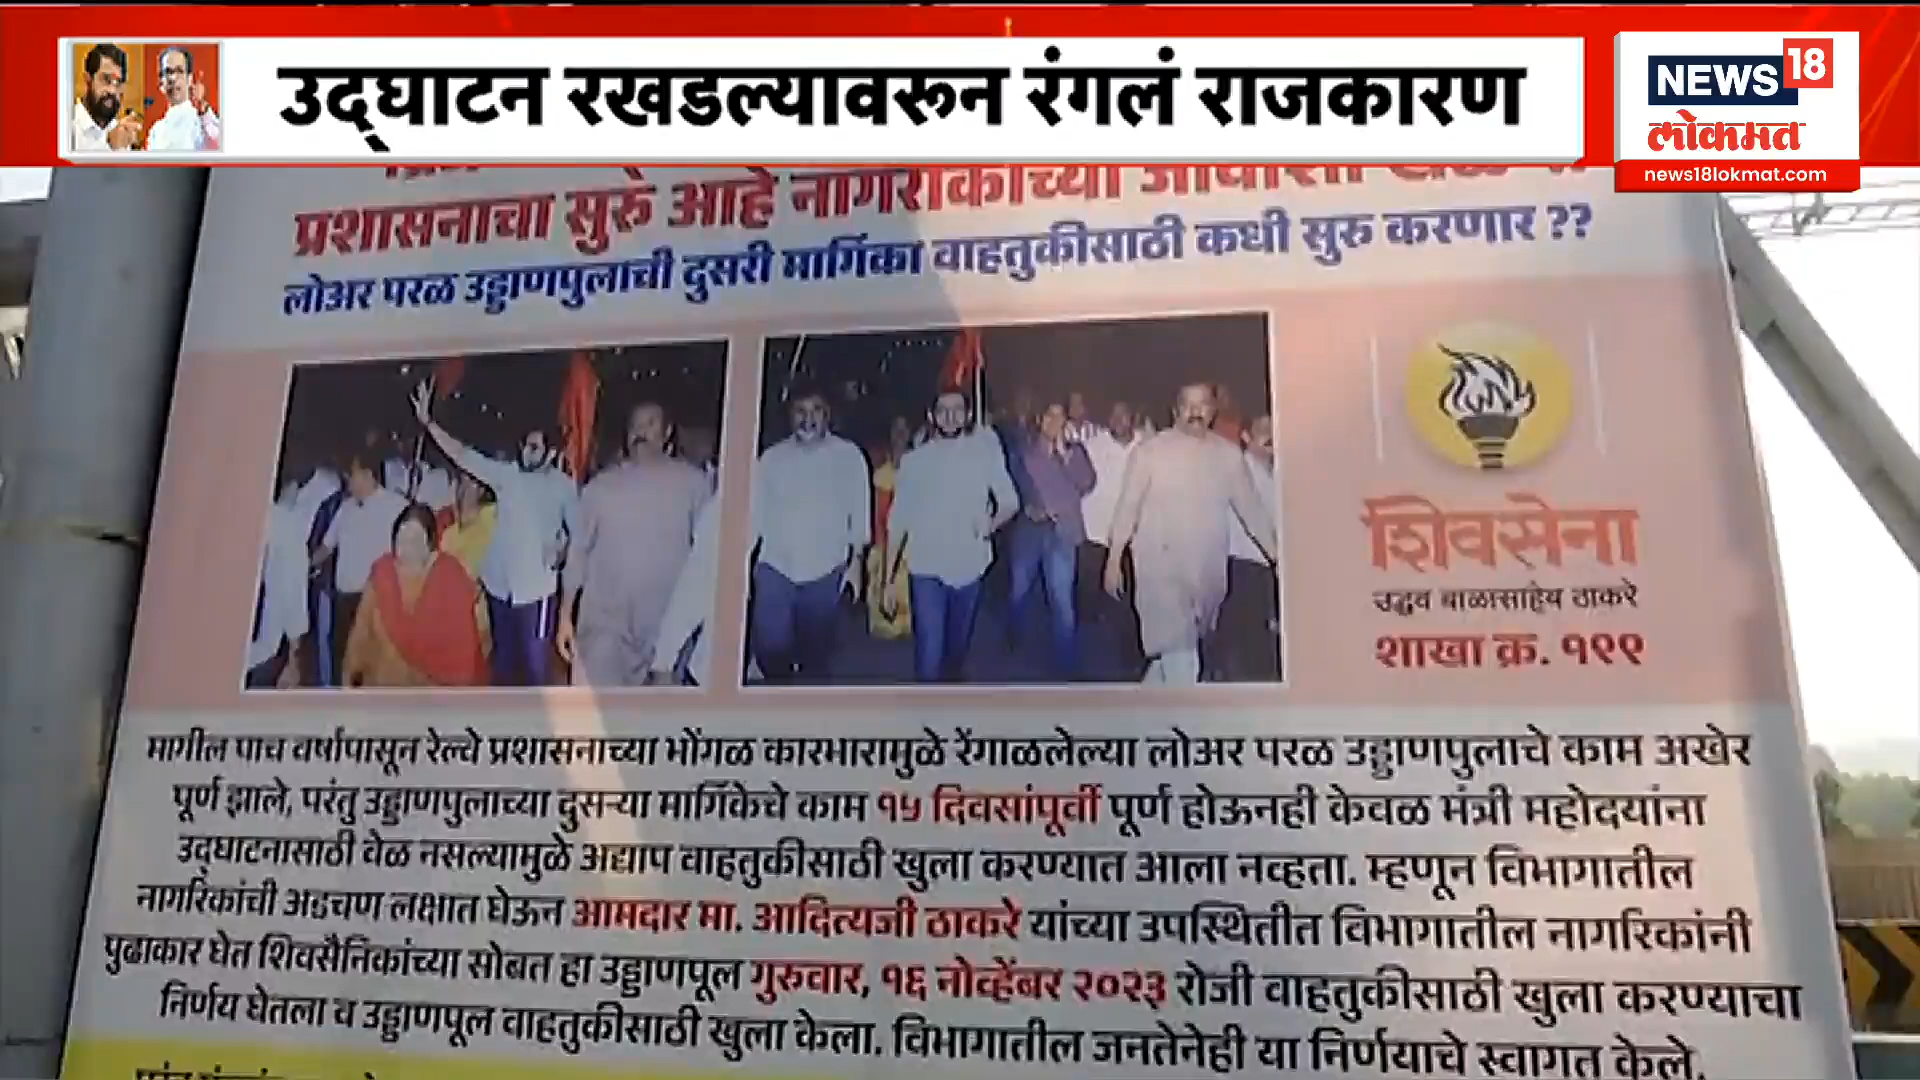 उद्‌घाटन रखडल्यावरून रंगलं राजकारण
NEWS 18
लोकमत
news18lokmat.com
प्रशासनाचा सुरु आहे नागरीकांच्या
लोअर परळ उड्डाणपुलाची दुसरी मार्गिका वाहतुकीसाठी कधी सुरु करणार ??
शिवसेना
उद्धव बाळासाहेब ठाकरे
शाखा क्र. १९९
मागील पाच वर्षापासून रेल्वे प्रशासनाच्या भोंगळ कारभारामुळे रेंगाळलेल्या लोअर परळ उड्डाणपुलाचे काम अखेर
पूर्ण झाले, परंतु उड्डाणपुलाच्या दुसऱ्या मार्गिकेचे काम १५ दिवसांपूर्वी पूर्ण होऊनही केवळ मंत्री महोदयांना
उद्‌घाटनासाठी वेळ नसल्यामुळे अद्याप वाहतुकीसाठी खुला करण्यात आला नव्हता. म्हणून विभागातील
नागरिकांची अडचण लक्षात घेऊन आमदार मा. आदित्यजी ठाकरे यांच्या उपस्थितीत विभागातील नागरिकांनी
पुढाकार घेत शिवसैनिकांच्या सोबत हा उड्डाणपूल गुरुवार, १६ नोव्हेंबर २०२३ रोजी वाहतुकीसाठी खुला करण्याचा
निर्णय घेतला व उड्डाणपूल वाहतुकीसाठी खुला केला. विभागातील जनतेनेही या निर्णयाचे स्वागत केले.